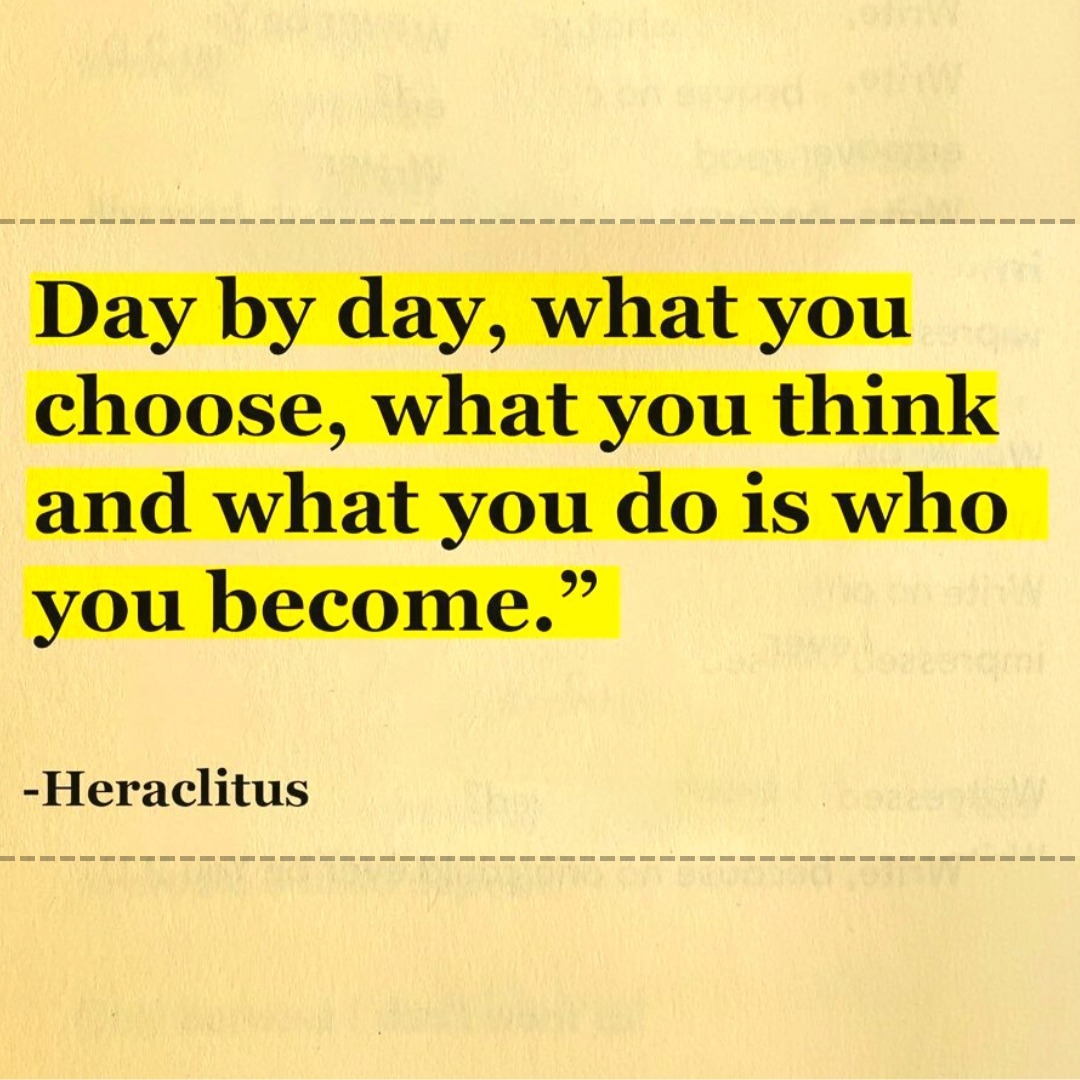 Day by day, what you
choose, what you think
and what you do is who
you become.”
-Heraclitus